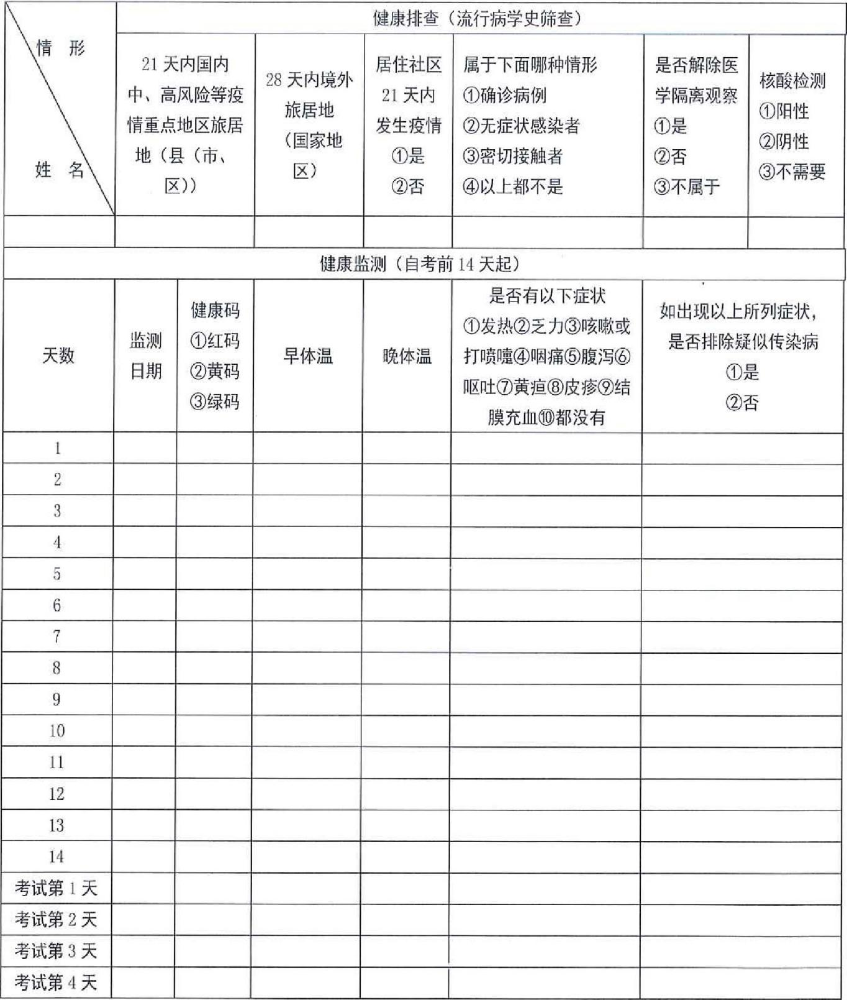 健康排查（流行病学史筛查）
情 形
姓 名
21 天内国内
中、高风险等疫
情重点地区旅居
地（县（市、
区））
28 天内境外
旅居地
（国家地
区）
居住社区
21 天内
发生疫情
①是
②否
属于下面哪种情形
①确诊病例
②无症状感染者
③密切接触者
④以上都不是
是否解除医
学隔离观察
①是
②否
③不属于
核酸检测
①阳性
②阴性
③不需要
健康监测（自考前 14 天起）
天数
监测
日期
健康码
①红码
②黄码
③绿码
早体温
晚体温
是否有以下症状
①发热②乏力③咳嗽或
打喷嚏④咽痛⑤腹泻⑥
呕吐⑦黄疸⑧皮疹⑨结
膜充血⑩都没有
如出现以上所列症状，
是否排除疑似传染病
①是
②否
1
2
3
4
5
6
7
8
9
10
11
12
13
14
考试第 1 天
考试第 2 天
考试第 3 天
考试第 4 天